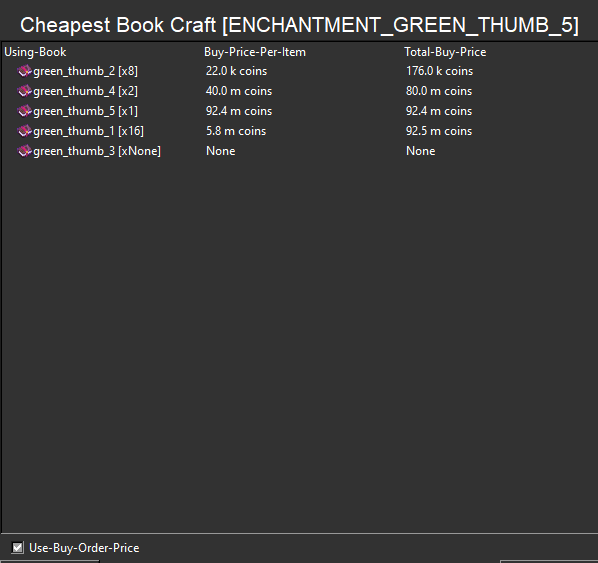 Cheapest Book Craft [ENCHANTMENT_GREEN_THUMB_5]
Using-Book Buy-Price-Per-Item Total-Buy-Price
green_thumb_2 [x8] 22.0 k coins 176.0 k coins
green_thumb_4 [x2] 40.0 m coins 80.0 m coins
green_thumb_5 [x1] 92.4 m coins 92.4 m coins
green_thumb_1 [x16] 5.8 m coins 92.5 m coins
green_thumb_3 [xNone] None None
Use-Buy-Order-Price